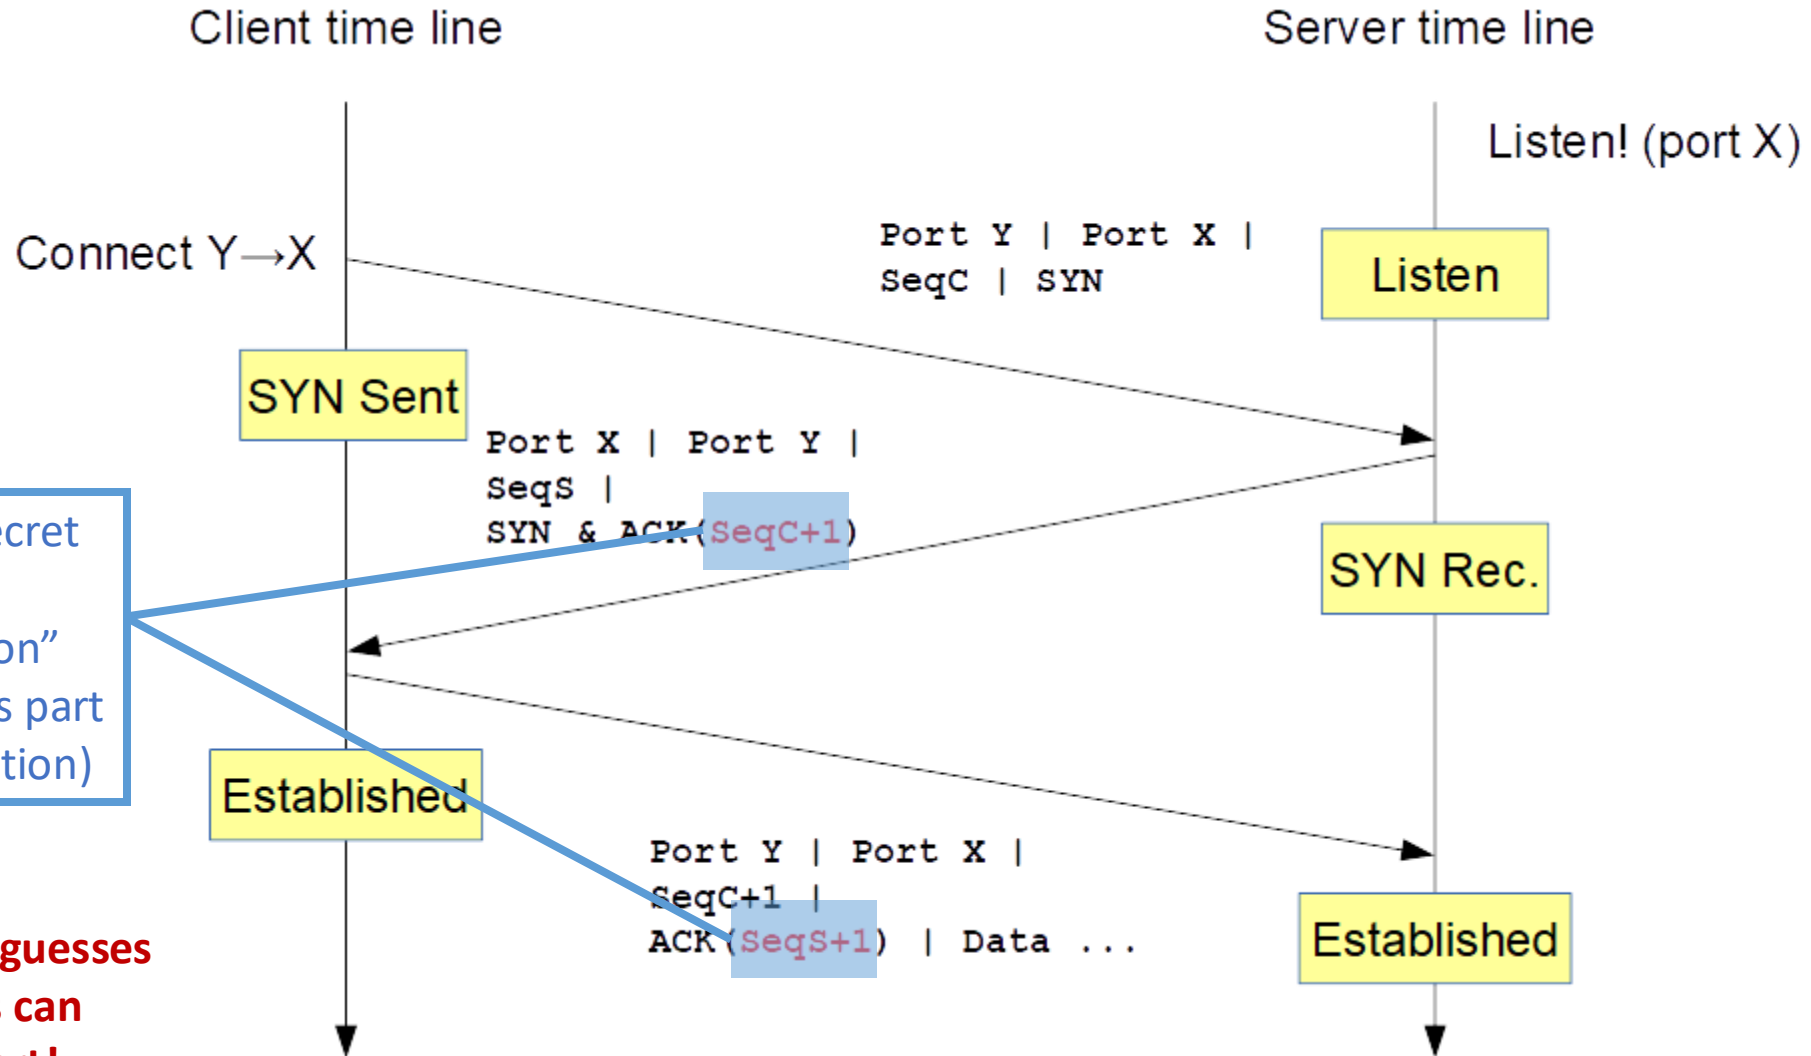 Client time line
Server time line
Listen! (port X)
Connect Y→X
Port Y | Port X |
SeqC | SYN
Listen
SYN Sent
Port X | Port Y |
SeqS |
SYN & ACK(SeqC+1)
SYN Rec.
ecret
on”
s part
tion)
Established
Port Y | Port X |
SeqC+1 |
ACK(SeqS+1) | Data ...
Established
guesses
can